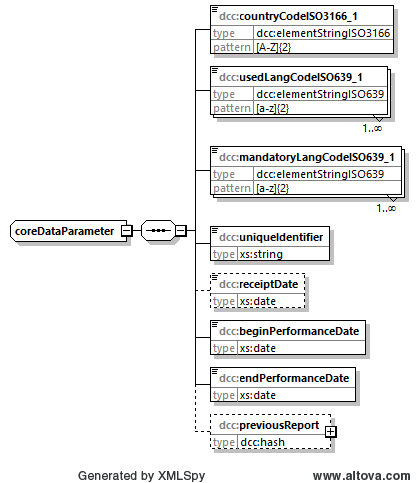 dcc:countryCodeISO3166_1
type dcc:elementStringISO3166
pattern [A-Z]{2}
dcc:usedLangCodeISO639_1
type dcc:elementStringISO639
pattern [a-z]{2}
1..∞
dcc:mandatoryLangCodeISO639_1
type dcc:elementStringISO639
pattern [a-z]{2}
1..∞
coreDataParameter
dcc:uniqueIdentifier
type xs:string
dcc:receiptDate
type xs:date
dcc:beginPerformanceDate
type xs:date
dcc:endPerformanceDate
type xs:date
dcc:previousReport
type dcc:hash
Generated by XMLSpy www.altova.com